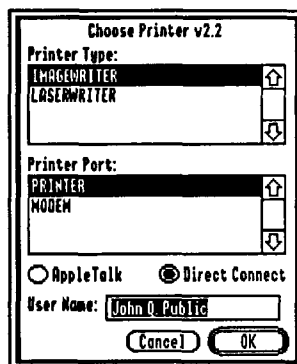 Choose Printer v2.2
Printer Type:
IMAGEWRITER
LASERWRITER
Printer Port:
PRINTER
MODEM
AppleTalk Direct Connect
User Name: John Q. Public
Cancel OK